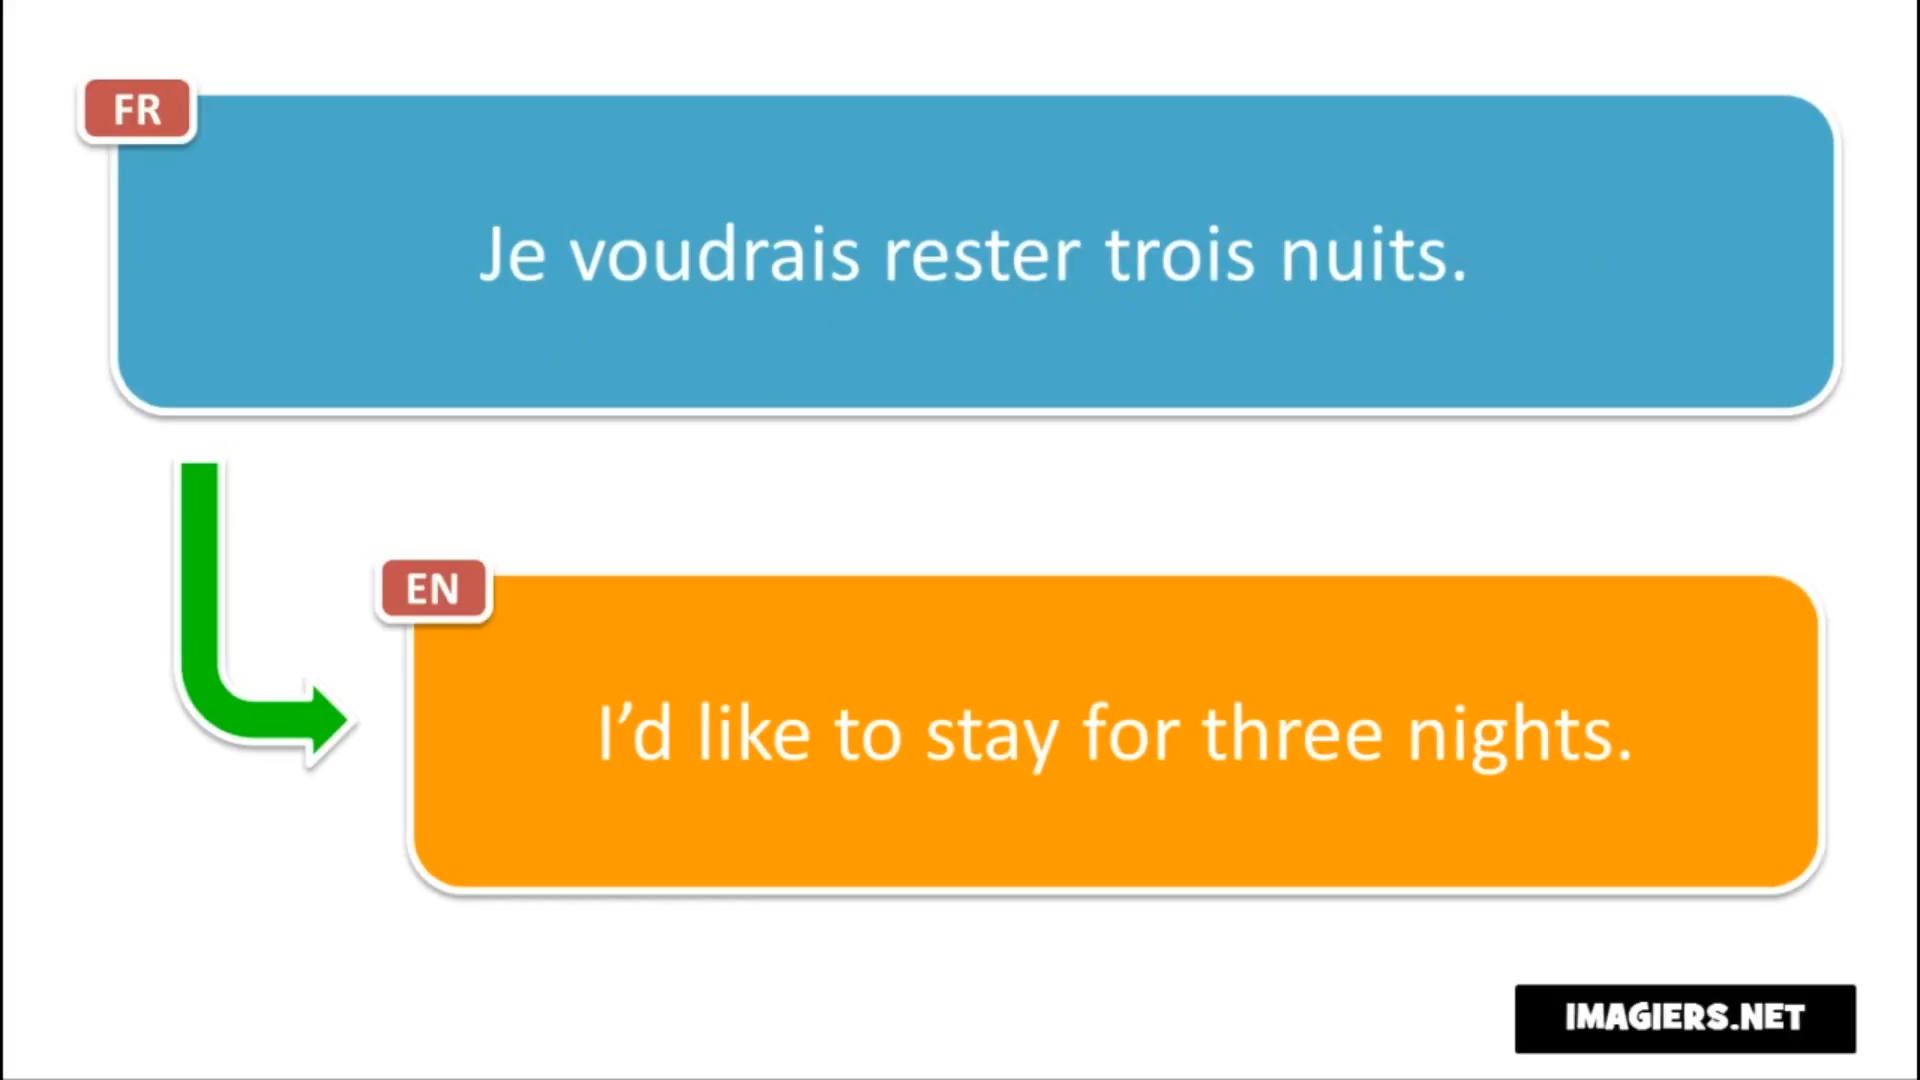 FR
Je voudrais rester trois nuits.
EN
I’d like to stay for three nights.
IMAGIERS.NET